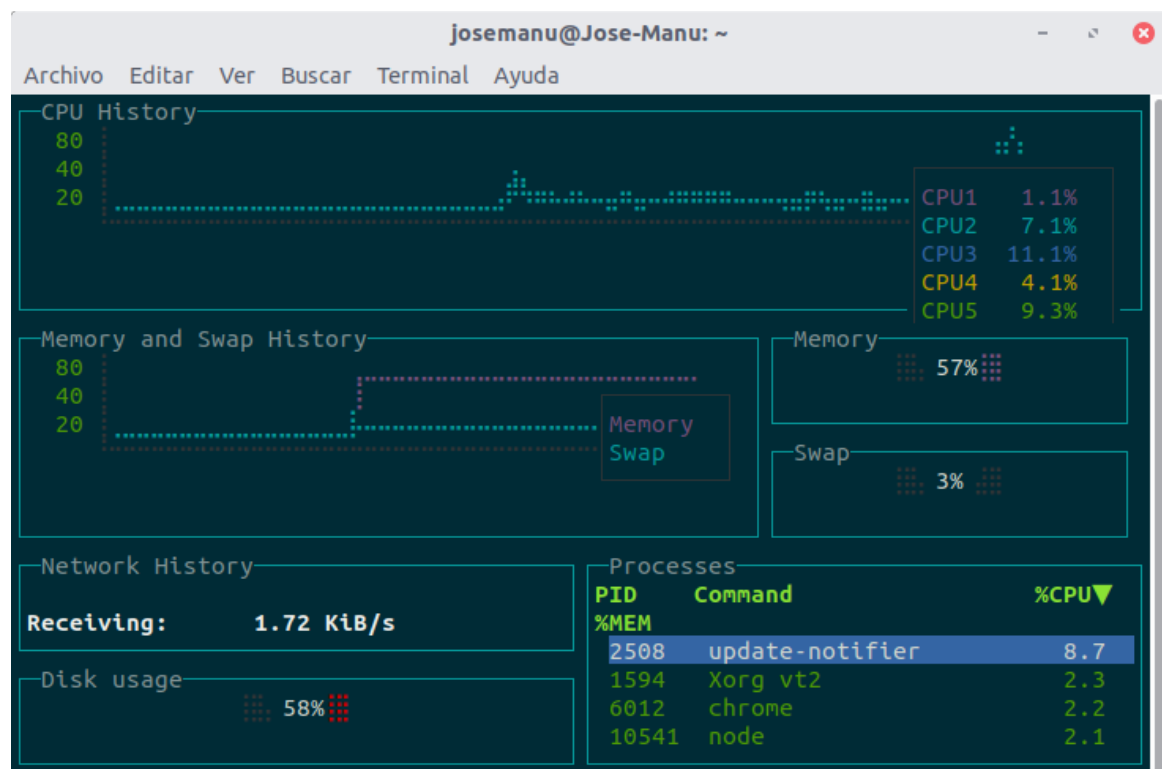 josemanu@Jose-Manu: ~
Archivo Editar Ver Buscar Terminal Ayuda
CPU History
80
40
20
CPU1 1.1%
CPU2 7.1%
CPU3 11.1%
CPU4 4.1%
CPU5 9.3%
Memory and Swap History
80
40
20
Memory
Swap
Memory
57%
Swap
3%
Network History
Receiving: 1.72 KiB/s
Disk usage
58%
Processes
PID Command %CPU▼
%MEM
2508 update-notifier 8.7
1594 Xorg vt2 2.3
6012 chrome 2.2
10541 node 2.1